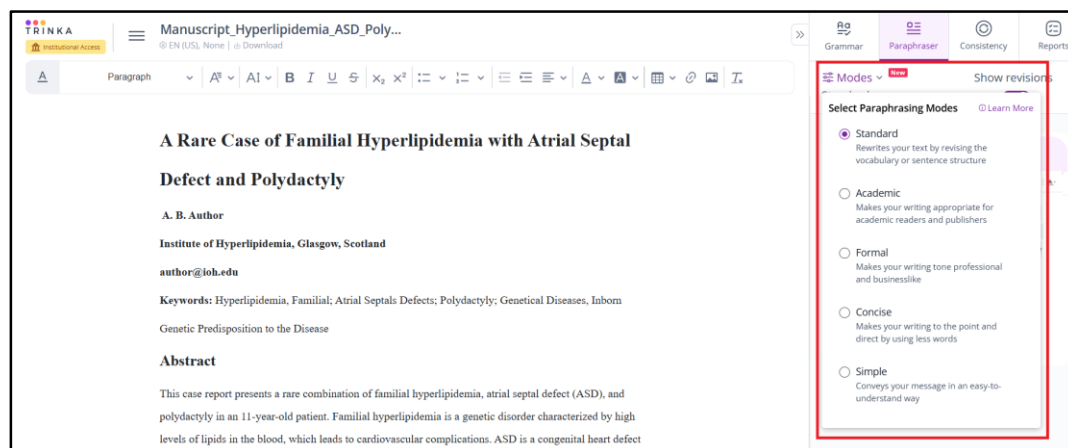 TRINKA
Institutional Access
Manuscript_Hyperlipidemia_ASD_Poly...
EN (US), None | Download
Grammar
Paraphraser
Consistency
Reports
Paragraph
B I U S x₂ x²
Modes New
Show revisions
Select Paraphrasing Modes
Learn More
Standard
Rewrites your text by revising the
vocabulary or sentence structure
Academic
Makes your writing appropriate for
academic readers and publishers
Formal
Makes your writing tone professional
and businesslike
Concise
Makes your writing to the point and
direct by using less words
Simple
Conveys your message in an easy-to-
understand way
A Rare Case of Familial Hyperlipidemia with Atrial Septal
Defect and Polydactyly
A. B. Author
Institute of Hyperlipidemia, Glasgow, Scotland
author@ioh.edu
Keywords: Hyperlipidemia, Familial; Atrial Septals Defects; Polydactyly; Genetical Diseases, Inborn
Genetic Predisposition to the Disease
Abstract
This case report presents a rare combination of familial hyperlipidemia, atrial septal defect (ASD), and
polydactyly in an 11-year-old patient. Familial hyperlipidemia is a genetic disorder characterized by high
levels of lipids in the blood, which leads to cardiovascular complications. ASD is a congenital heart defect